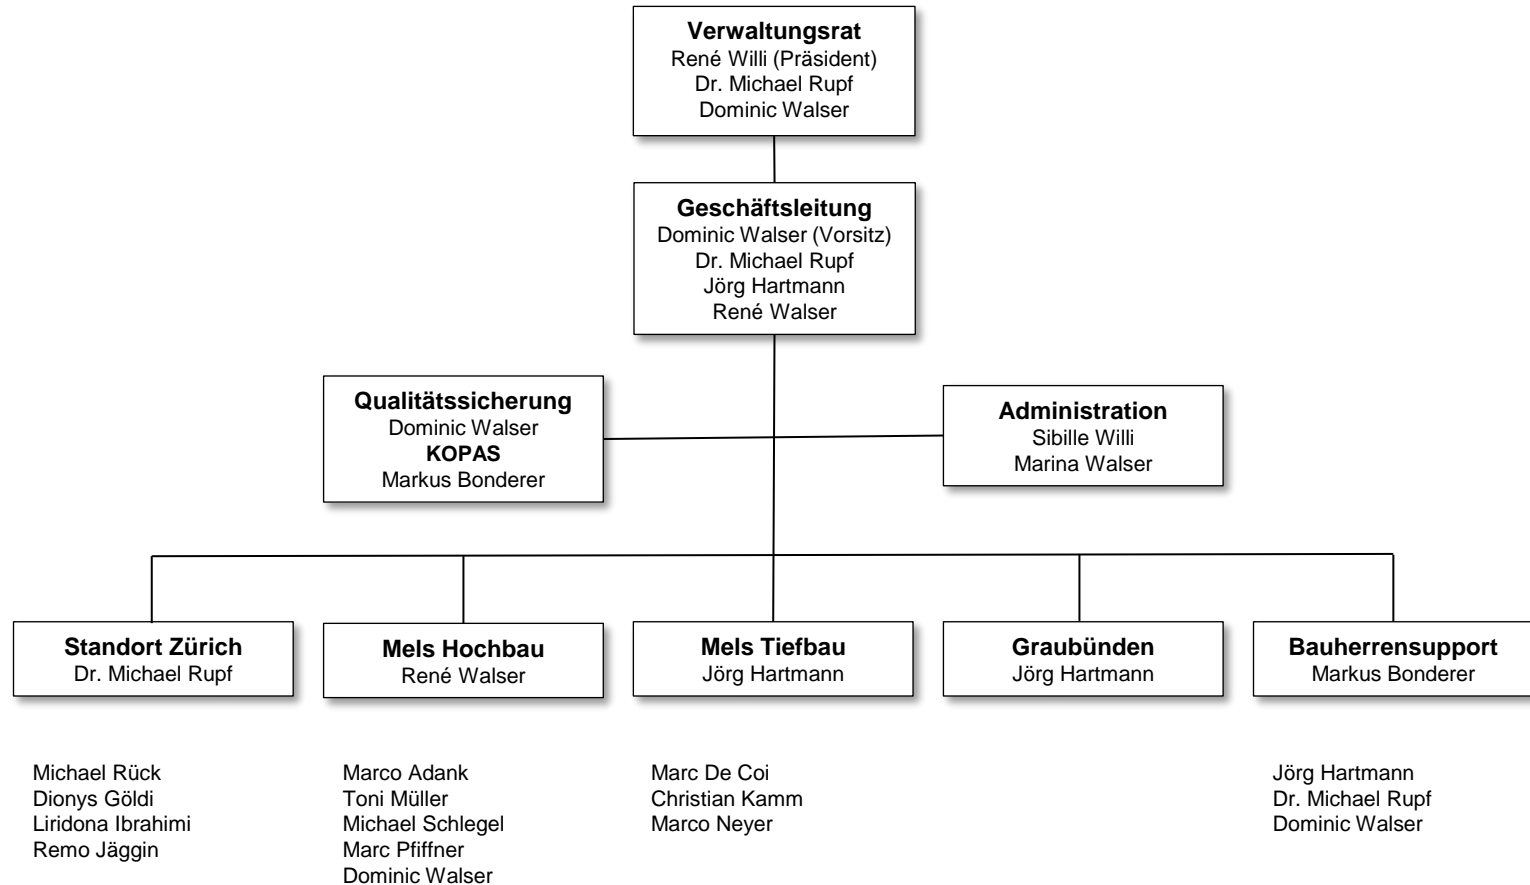 Verwaltungsrat
René Willi (Präsident)
Dr. Michael Rupf
Dominic Walser
Geschäftsleitung
Dominic Walser (Vorsitz)
Dr. Michael Rupf
Jörg Hartmann
René Walser
Qualitätssicherung
Dominic Walser
KOPAS
Markus Bonderer
Administration
Sibille Willi
Marina Walser
Standort Zürich
Dr. Michael Rupf
Mels Hochbau
René Walser
Mels Tiefbau
Jörg Hartmann
Graubünden
Jörg Hartmann
Bauherrensupport
Markus Bonderer
Michael Rück
Dionys Göldi
Liridona Ibrahimi
Remo Jäggin
Marco Adank
Toni Müller
Michael Schlegel
Marc Pfiffner
Dominic Walser
Marc De Coi
Christian Kamm
Marco Neyer
Jörg Hartmann
Dr. Michael Rupf
Dominic Walser